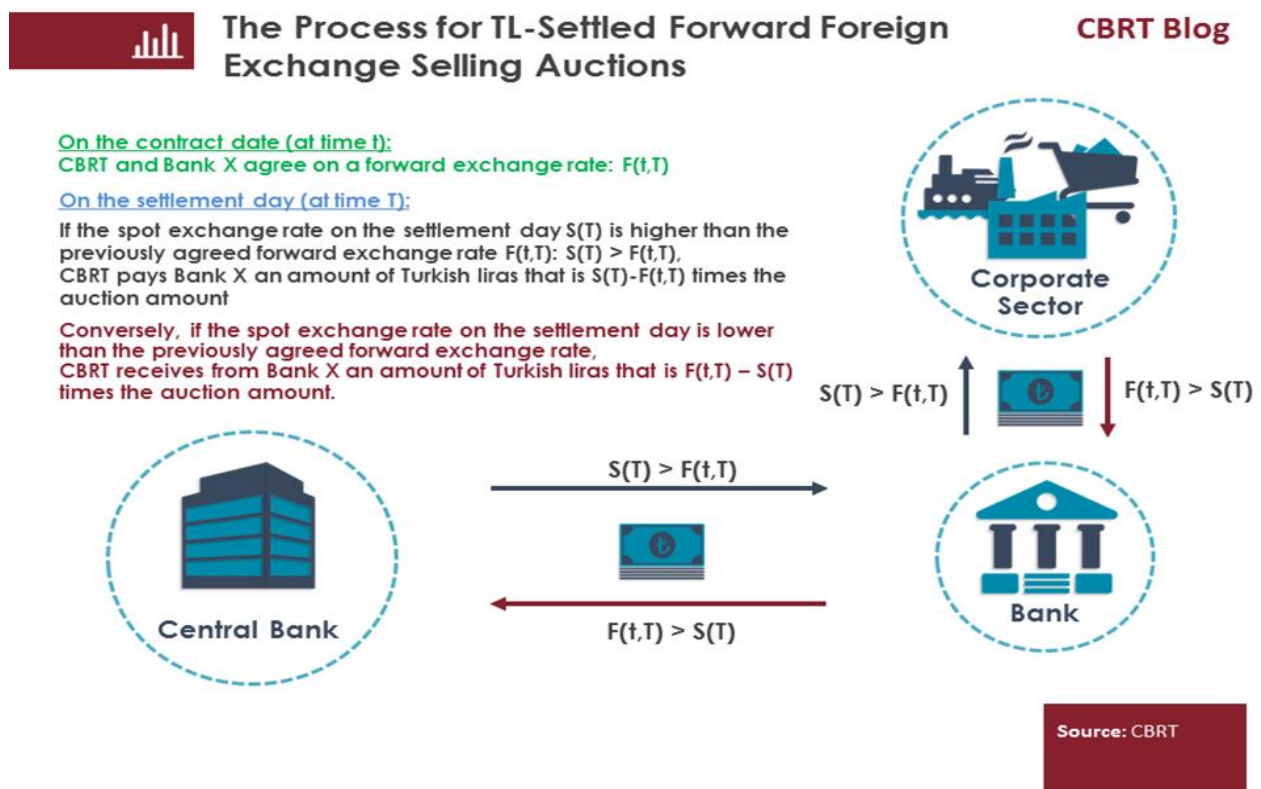 The Process for TL-Settled Forward Foreign
Exchange Selling Auctions
CBRT Blog
On the contract date (at time t):
CBRT and Bank X agree on a forward exchange rate: F(t,T)
On the settlement day (at time T):
If the spot exchange rate on the settlement day S(T) is higher than the
previously agreed forward exchange rate F(t,T): S(T) > F(t,T),
CBRT pays Bank X an amount of Turkish liras that is S(T)-F(t,T) times the
auction amount
Conversely, if the spot exchange rate on the settlement day is lower
than the previously agreed forward exchange rate,
CBRT receives from Bank X an amount of Turkish liras that is F(t,T) – S(T)
times the auction amount.
Corporate
Sector
S(T) > F(t,T)
₺
F(t,T) > S(T)
S(T) > F(t,T)
₺
F(t,T) > S(T)
Central Bank
Bank
Source: CBRT